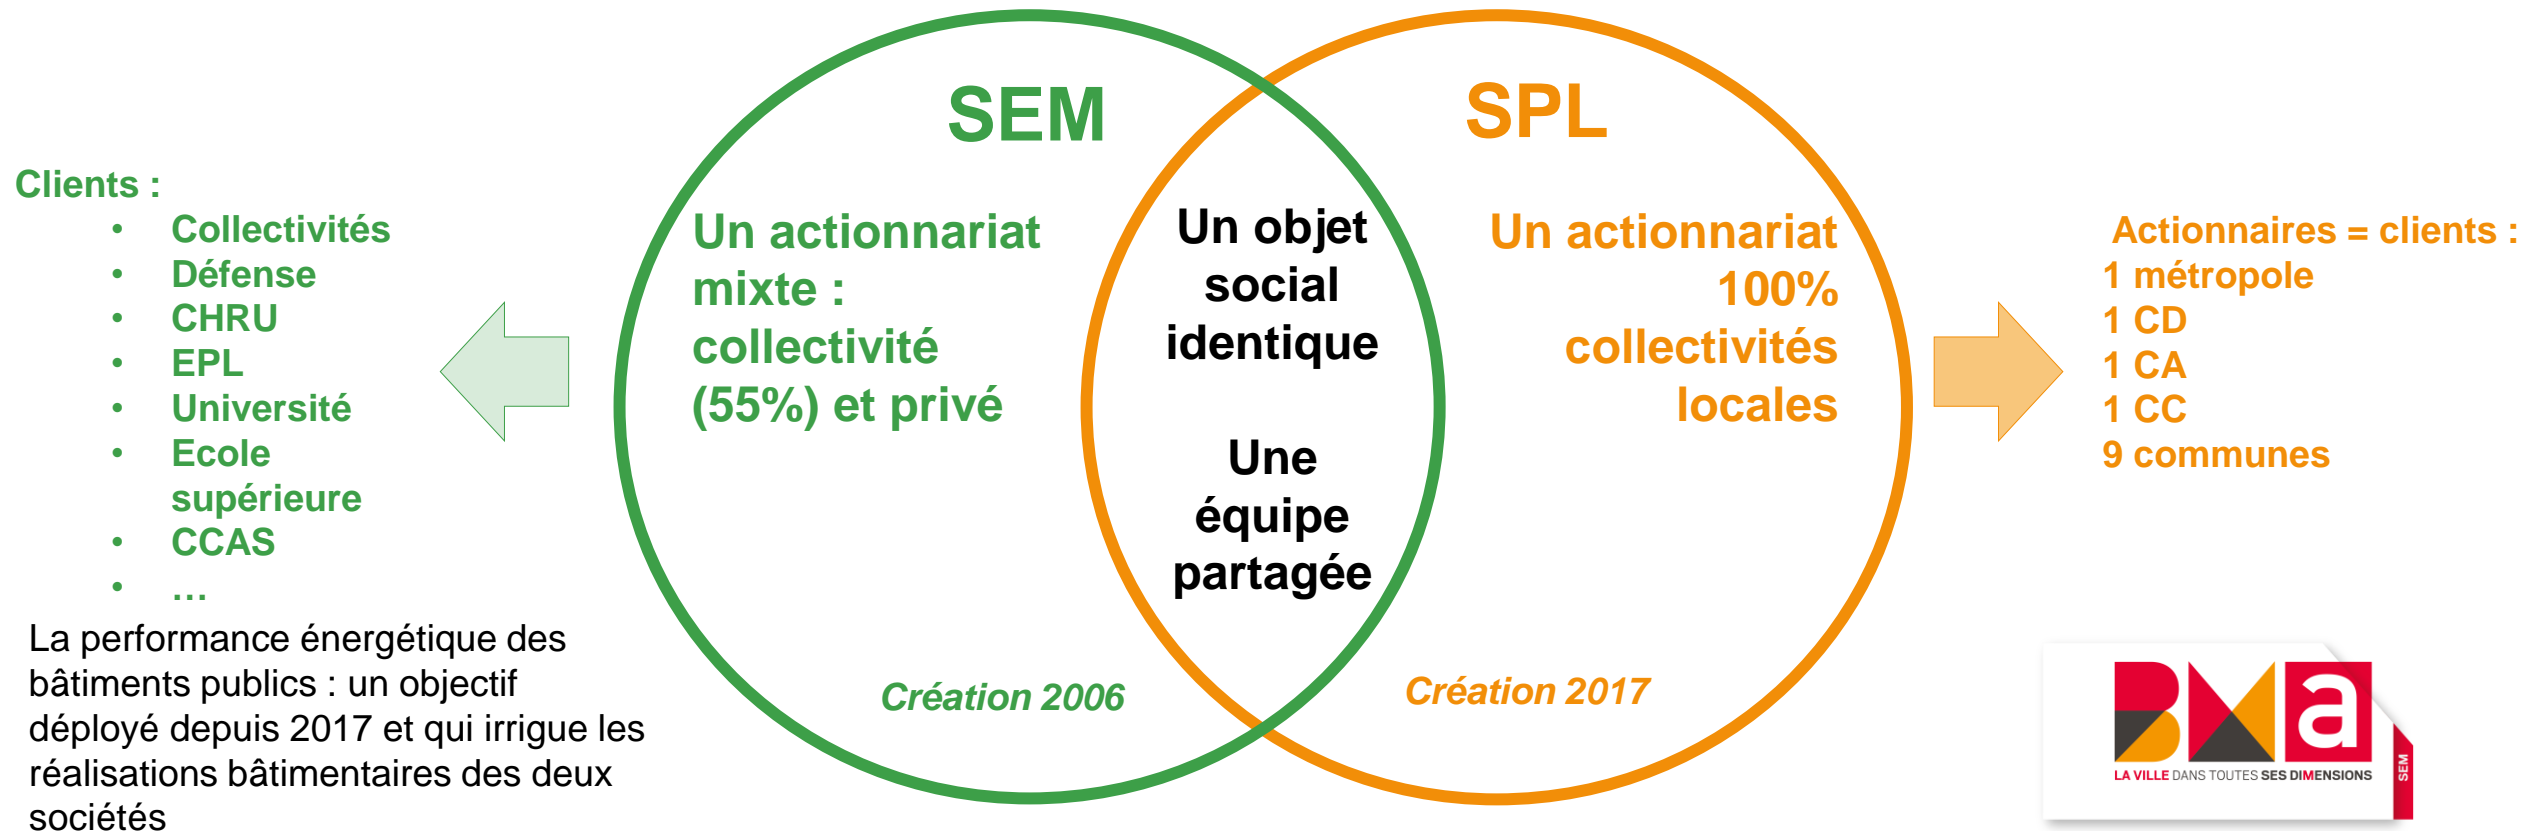 Clients :
• Collectivités
• Défense
• CHRU
• EPL
• Université
• Ecole
supérieure
• CCAS
• …
La performance énergétique des
bâtiments publics : un objectif
déployé depuis 2017 et qui irrigue les
réalisations bâtimentaires des deux
sociétés
SEM
Un actionnariat
mixte :
collectivité
(55%) et privé
Création 2006
Un objet
social
identique
Une
équipe
partagée
SPL
Un actionnariat
100%
collectivités
locales
Création 2017
Actionnaires = clients :
1 métropole
1 CD
1 CA
1 CC
9 communes
BMa
LA VILLE DANS TOUTES SES DIMENSIONS
SEM